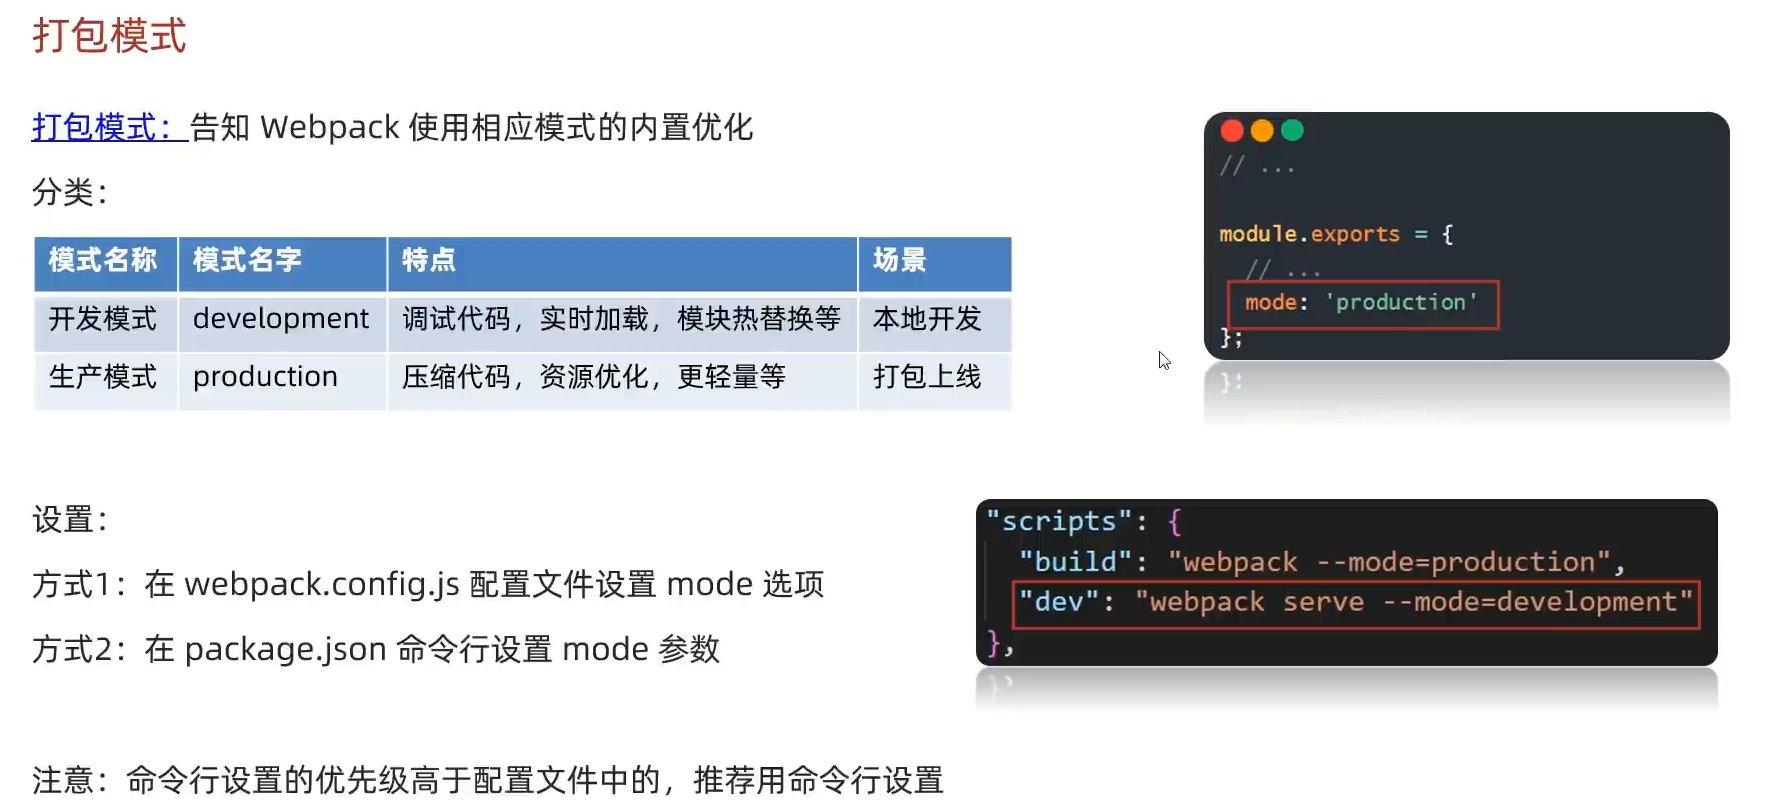 打包模式
打包模式：告知 Webpack 使用相应模式的内置优化
分类：
模式名称 模式名字 特点 场景
开发模式 development 调试代码，实时加载，模块热替换等 本地开发
生产模式 production 压缩代码，资源优化，更轻量等 打包上线
// ...
module.exports = {
// ...
mode: 'production'
};
设置：
方式1：在 webpack.config.js 配置文件设置 mode 选项
方式2：在 package.json 命令行设置 mode 参数
"scripts": {
"build": "webpack --mode=production",
"dev": "webpack serve --mode=development"
},
注意：命令行设置的优先级高于配置文件中的，推荐用命令行设置